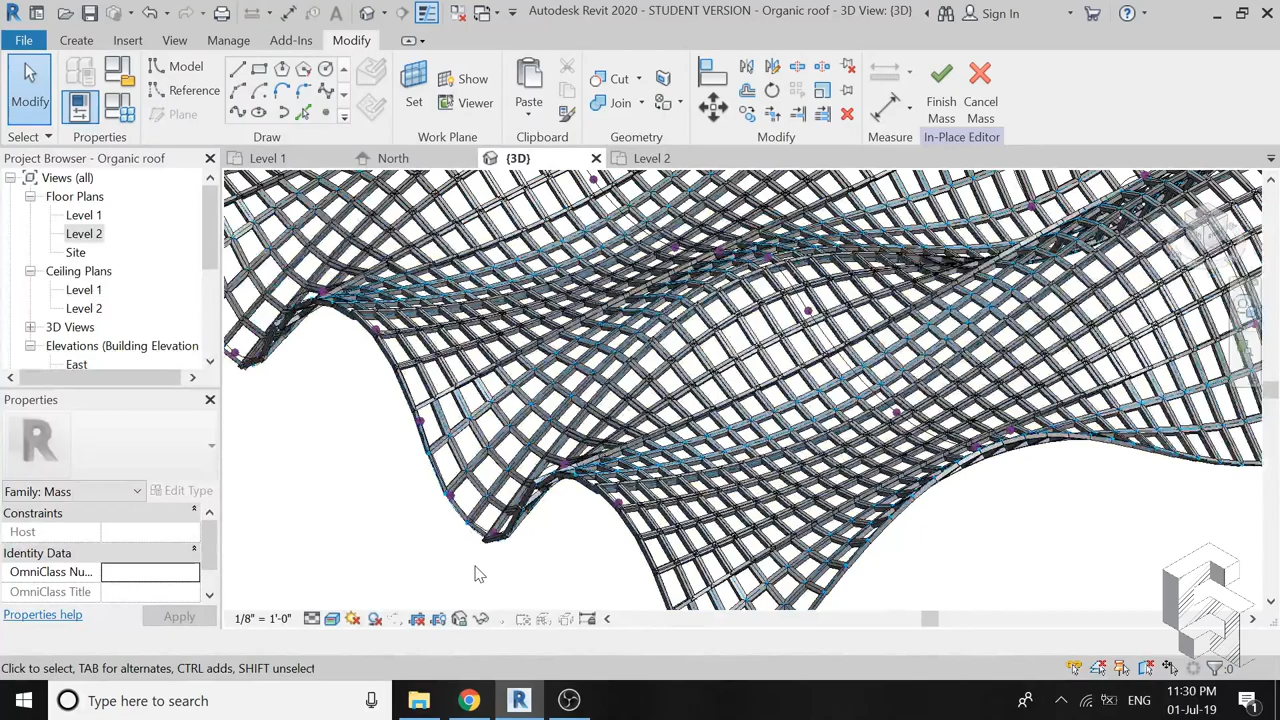 Autodesk Revit 2020 - STUDENT VERSION - Organic roof - 3D View: {3D}
Sign In
File Create Insert View Manage Add-Ins Modify
Modify
Model
Reference
Plane
Set
Show
Viewer
Paste
Cut
Join
Finish
Mass
Cancel
Mass
Select Properties Draw Work Plane Clipboard Geometry Modify Measure In-Place Editor
Project Browser - Organic roof
Level 1
North
{3D}
Level 2
Views (all)
Floor Plans
Level 1
Level 2
Site
Ceiling Plans
Level 1
Level 2
3D Views
Elevations (Building Elevation
East
Properties
R
Family: Mass
Edit Type
Constraints
Host
Identity Data
OmniClass Nu...
OmniClass Title
Properties help
Apply
1/8" = 1'-0"
Click to select, TAB for alternates, CTRL adds, SHIFT unselect
:0
Type here to search
ENG
11:30 PM
01-Jul-19
1